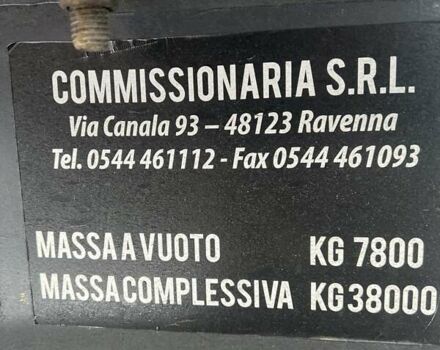 COMMISSIONARIA S.R.L.
Via Canala 93 – 48123 Ravenna
Tel. 0544 461112 - Fax 0544 461093
MASSA A VUOTO KG 7800
MASSA COMPLESSIVA KG 38000